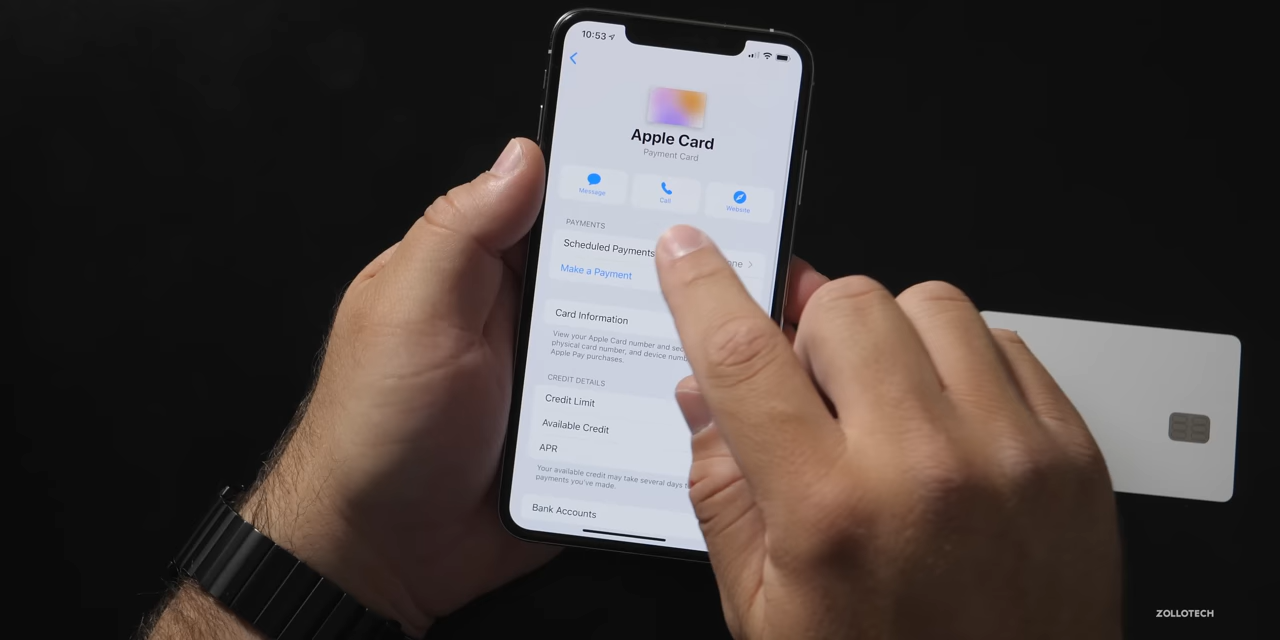 10:53
Apple Card
Payment Card
Message
Call
Website
PAYMENTS
Scheduled Payments
Make a Payment
Card Information
View your Apple Card number and
physical card number, and device
Apple Pay purchases.
CREDIT DETAILS
Credit Limit
Available Credit
APR
Your available credit may take several days
payments you've made.
Bank Accounts
ZOLLOTECH